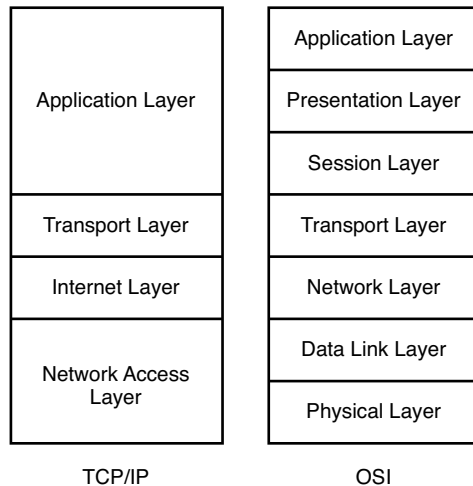 Application Layer
Transport Layer
Internet Layer
Network Access
Layer
TCP/IP
Application Layer
Presentation Layer
Session Layer
Transport Layer
Network Layer
Data Link Layer
Physical Layer
OSI